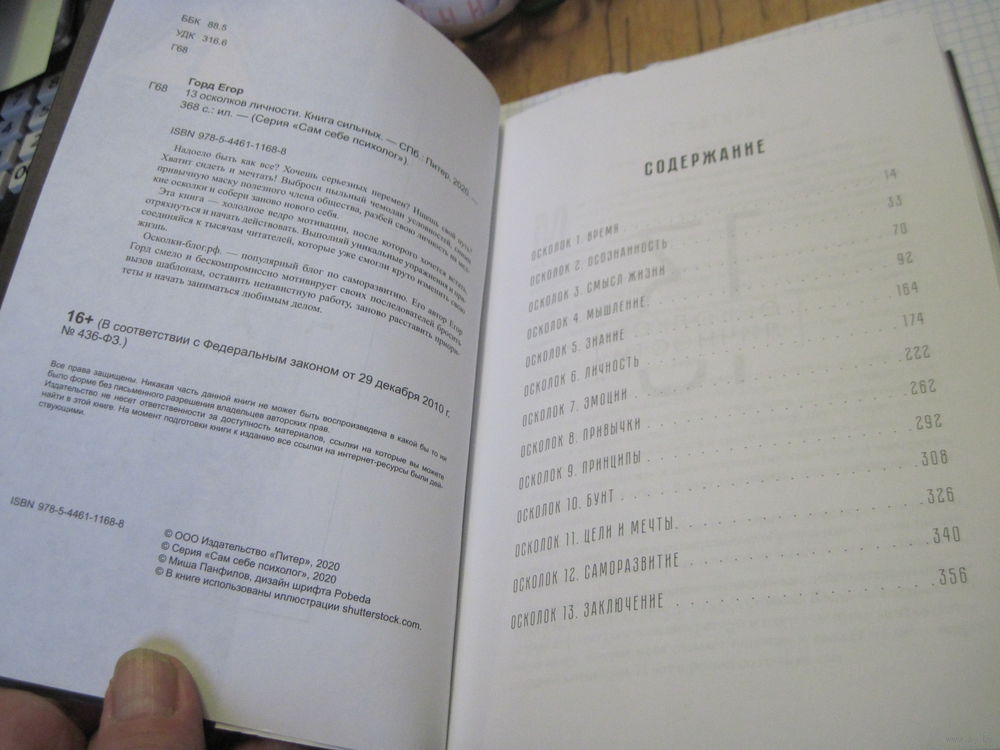 ББК 88.5
УДК 316.6
Г68
Горд Егор
Г68 13 осколков личности. Книга сильных. — СПб.: Питер, 2020. —
368 с.: ил. — (Серия «Сам себе психолог»).
ISBN 978-5-4461-1168-8
Надоело быть как все? Хочешь серьезных перемен? Ищешь свой путь?
Хватит сидеть и мечтать! Выброси пыльный чемодан условностей, сними
привычную маску полезного члена общества, разбей свою личность на мел-
кие осколки и собери заново нового себя.
Эта книга — холодное ведро мотивации, после которого хочется встать,
отряхнуться и начать действовать. Выполняй уникальные упражнения и при-
соединяйся к тысячам читателей, которые уже смогли круто изменить свою
жизнь.
Осколки-блог.рф. — популярный блог по саморазвитию. Его автор Егор
Горд смело и бескомпромиссно мотивирует своих последователей бросить
вызов шаблонам, оставить ненавистную работу, заново расставить приори-
теты и начать заниматься любимым делом.
16+ (В соответствии с Федеральным законом от 29 декабря 2010 г.
№ 436-ФЗ.)
Все права защищены. Никакая часть данной книги не может быть воспроизведена в какой бы то ни
было форме без письменного разрешения владельцев авторских прав.
Издательство не несет ответственности за доступность материалов, ссылки на которые вы можете
найти в этой книге. На момент подготовки книги к изданию все ссылки на интернет-ресурсы были дей-
ствующими.
ISBN 978-5-4461-1168-8
© ООО Издательство «Питер», 2020
© Серия «Сам себе психолог», 2020
© Миша Панфилов, дизайн шрифта Pobeda
© В книге использованы иллюстрации shutterstock.com.
СОДЕРЖАНИЕ
ОСКОЛОК 1. ВРЕМЯ 14
ОСКОЛОК 2. ОСОЗНАННОСТЬ 33
ОСКОЛОК 3. СМЫСЛ ЖИЗНИ 70
ОСКОЛОК 4. МЫШЛЕНИЕ 92
ОСКОЛОК 5. ЗНАНИЕ 164
ОСКОЛОК 6. ЛИЧНОСТЬ 174
ОСКОЛОК 7. ЭМОЦИИ 222
ОСКОЛОК 8. ПРИВЫЧКИ 262
ОСКОЛОК 9. ПРИНЦИПЫ 292
ОСКОЛОК 10. БУНТ 308
ОСКОЛОК 11. ЦЕЛИ И МЕЧТЫ 326
ОСКОЛОК 12. САМОРАЗВИТИЕ 340
ОСКОЛОК 13. ЗАКЛЮЧЕНИЕ 356